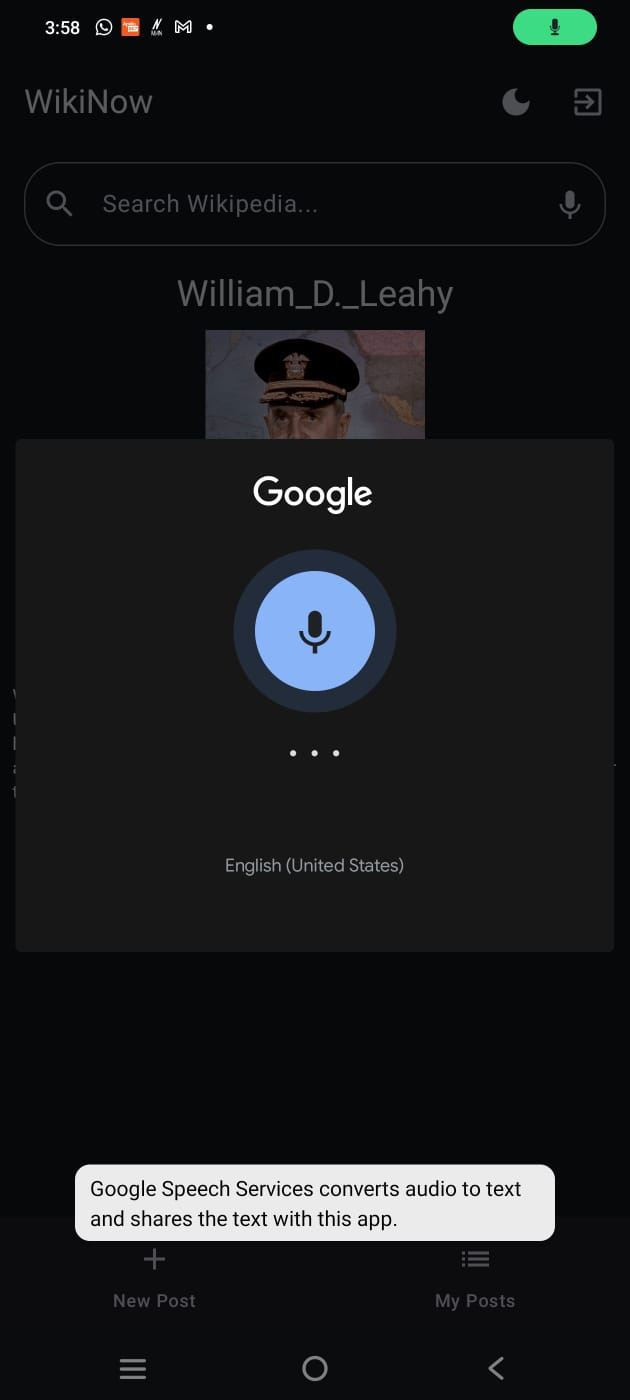 3:58
WikiNow
Search Wikipedia...
William_D._Leahy
Google
English (United States)
Google Speech Services converts audio to text
and shares the text with this app.
New Post
My Posts